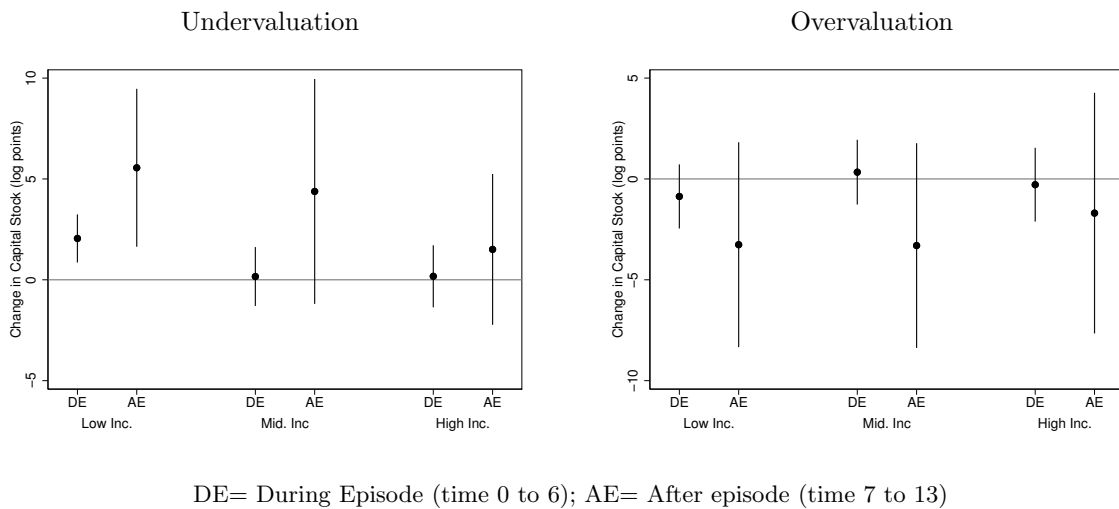 Undervaluation
Change in Capital Stock (log points)
10
5
0
−5
DE AE DE AE DE AE
Low Inc. Mid. Inc High Inc.
Overvaluation
Change in Capital Stock (log points)
5
0
−5
−10
DE AE DE AE DE AE
Low Inc. Mid. Inc High Inc.
DE= During Episode (time 0 to 6); AE= After episode (time 7 to 13)